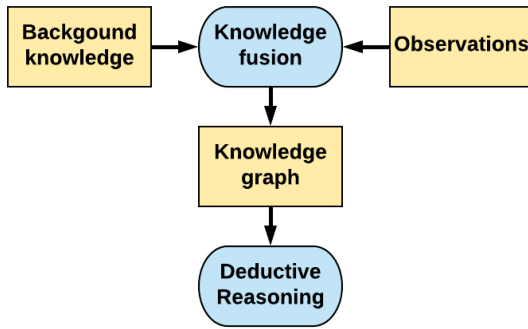 Backgound
knowledge
Knowledge
fusion
Observations
Knowledge
graph
Deductive
Reasoning